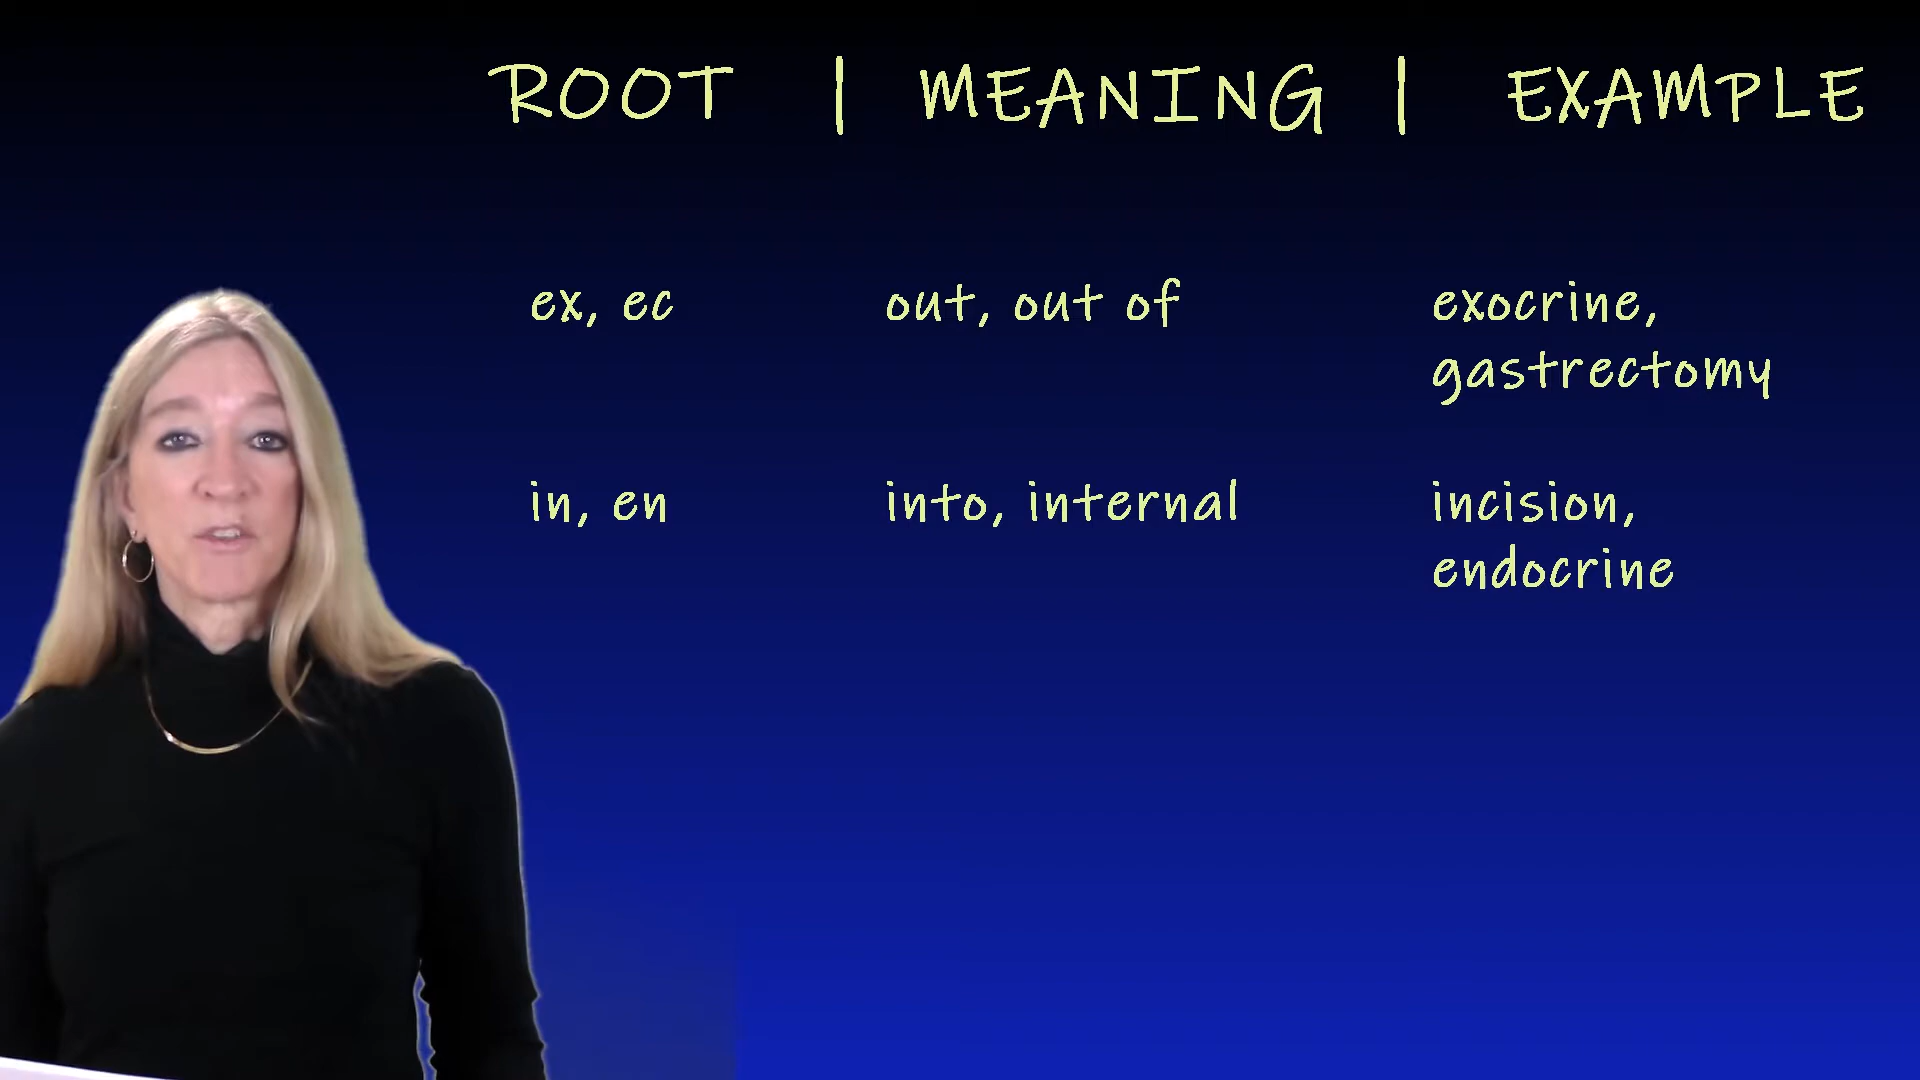 ROOT | MEANING | EXAMPLE
ex, ec out, out of exocrine,
gastrectomy
in, en into, internal incision,
endocrine